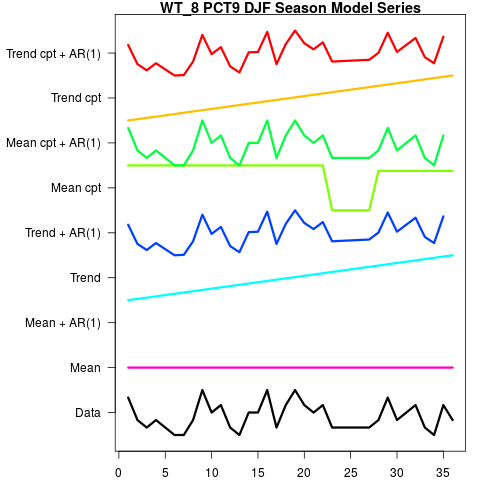 WT_8 PCT9 DJF Season Model Series
Trend cpt + AR(1)
Trend cpt
Mean cpt + AR(1)
Mean cpt
Trend + AR(1)
Trend
Mean + AR(1)
Mean
Data
0 5 10 15 20 25 30 35